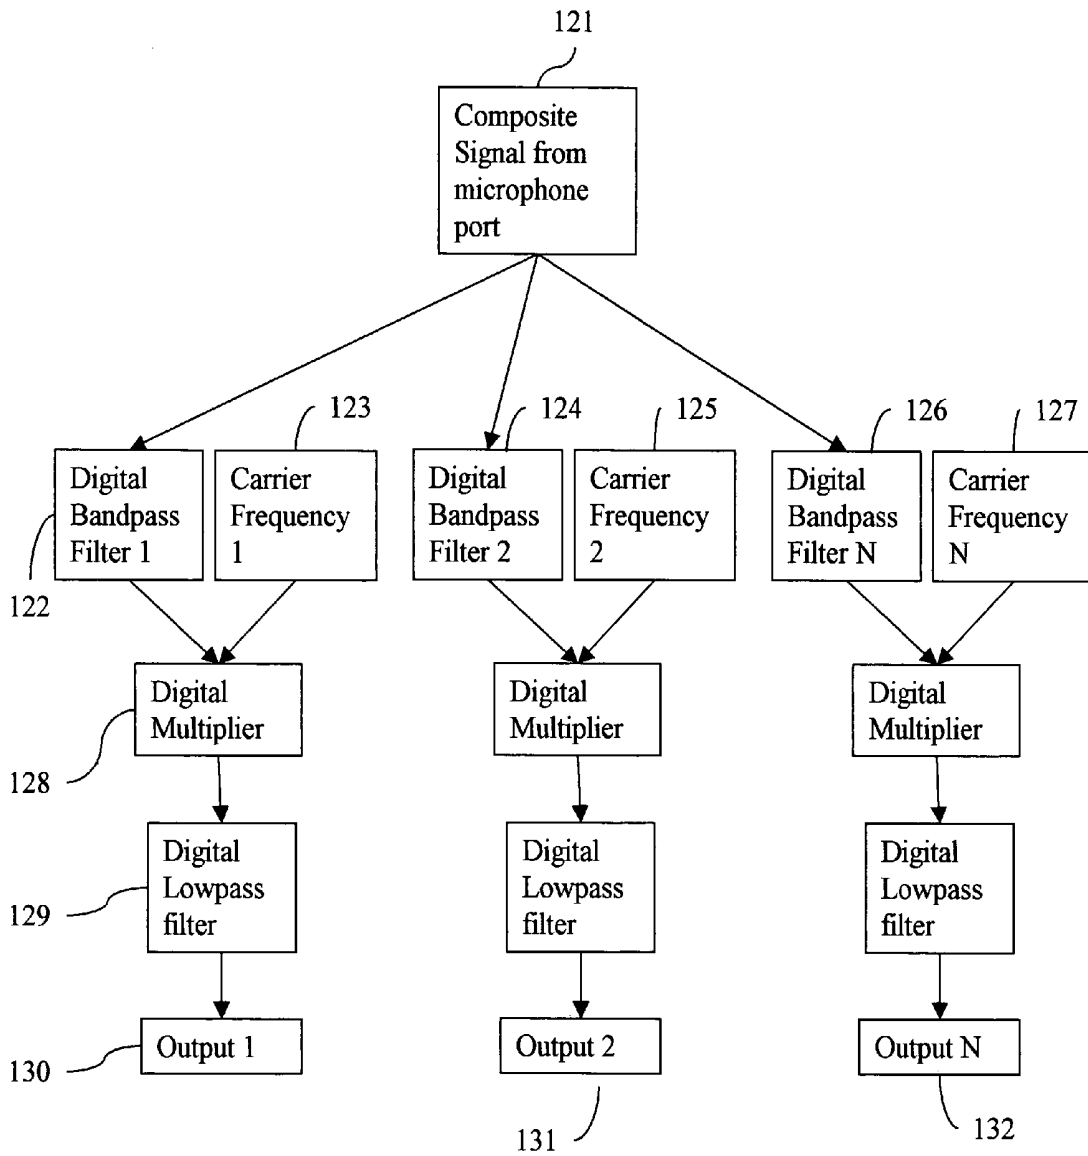 121
Composite
Signal from
microphone
port
123
124
125
126
127
Digital
Bandpass
Filter 1
Carrier
Frequency
1
Digital
Bandpass
Filter 2
Carrier
Frequency
2
Digital
Bandpass
Filter N
Carrier
Frequency
N
122
Digital
Multiplier
Digital
Multiplier
Digital
Multiplier
128
Digital
Lowpass
filter
Digital
Lowpass
filter
Digital
Lowpass
filter
129
Output 1
Output 2
Output N
130
131
132